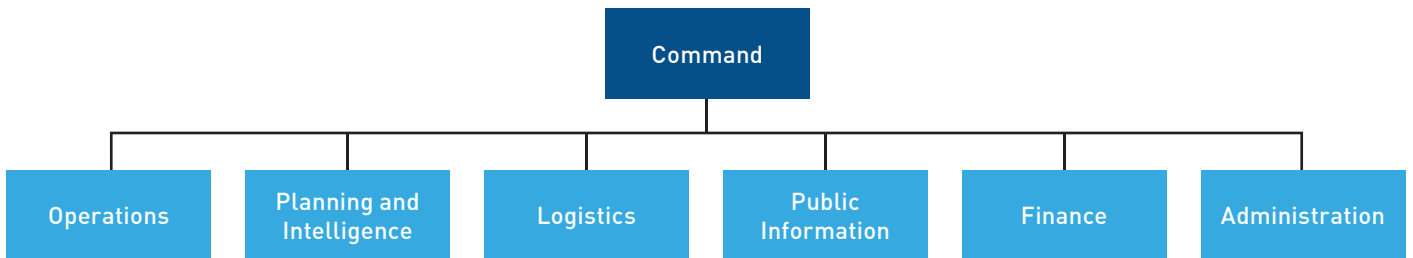 Command
Operations
Planning and
Intelligence
Logistics
Public
Information
Finance
Administration